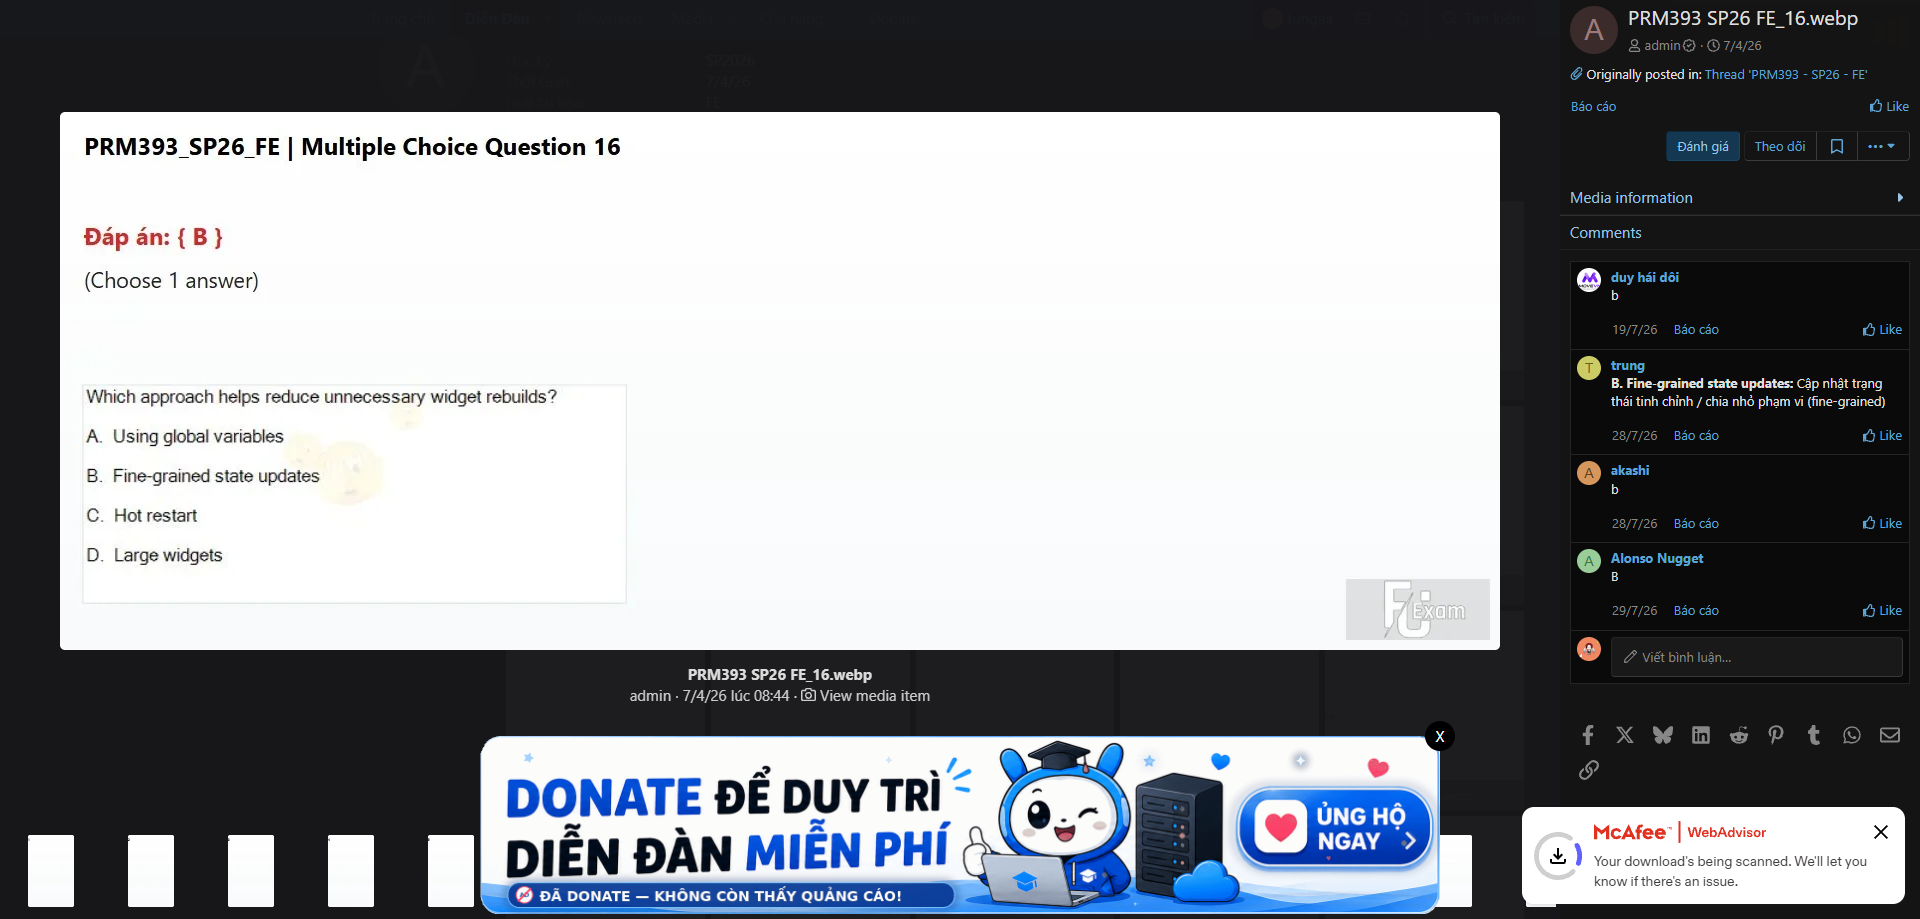 PRM393_SP26_FE | Multiple Choice Question 16
Đáp án: { B }
(Choose 1 answer)
Which approach helps reduce unnecessary widget rebuilds?
A. Using global variables
B. Fine-grained state updates
C. Hot restart
D. Large widgets
Exam
PRM393 SP26 FE_16.webp
admin · 7/4/26 lúc 08:44 · View media item
X
DONATE ĐỂ DUY TRÌ
DIỄN ĐÀN MIỄN PHÍ
ĐÃ DONATE — KHÔNG CÒN THẤY QUẢNG CÁO!
ỦNG HỘ
NGAY
A
PRM393 SP26 FE_16.webp
admin · 7/4/26
Originally posted in: Thread 'PRM393 - SP26 - FE'
Báo cáo
Like
Đánh giá
Theo dõi
Media information
Comments
duy hái dôi
b
19/7/26 Báo cáo Like
T
trung
B. Fine-grained state updates: Cập nhật trạng
thái tinh chỉnh / chia nhỏ phạm vi (fine-grained)
28/7/26 Báo cáo Like
A
akashi
b
28/7/26 Báo cáo Like
A
Alonso Nugget
B
29/7/26 Báo cáo Like
Viết bình luận...
McAfee | WebAdvisor
Your download's being scanned. We'll let you
know if there's an issue.